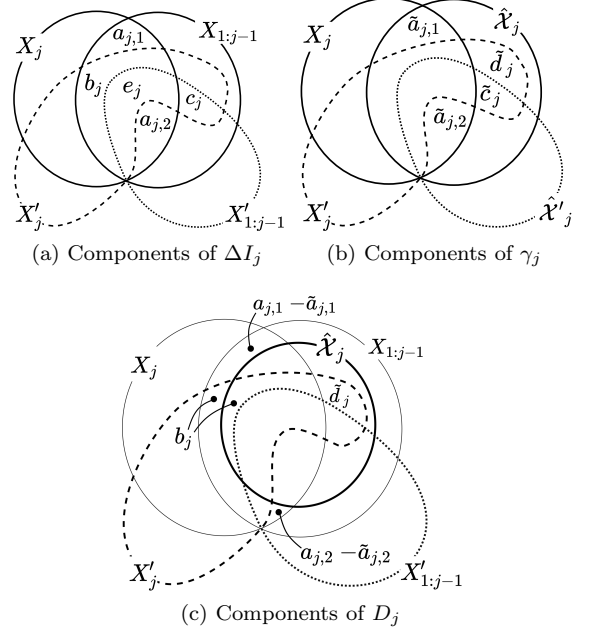 X_j a_{j,1} X_{1:j−1}
b_j e_j c_j
a_{j,2}
X′_j X′_{1:j−1}
(a) Components of ΔI_j
X_j ã_{j,1} 𝒳̂_j
d̃_j
c̃_j
ã_{j,2}
X′_j 𝒳̂′_j
(b) Components of γ_j
a_{j,1} − ã_{j,1}
X_j 𝒳̂_j X_{1:j−1}
d̃_j
b_j
a_{j,2} − ã_{j,2}
X′_j X′_{1:j−1}
(c) Components of D_j